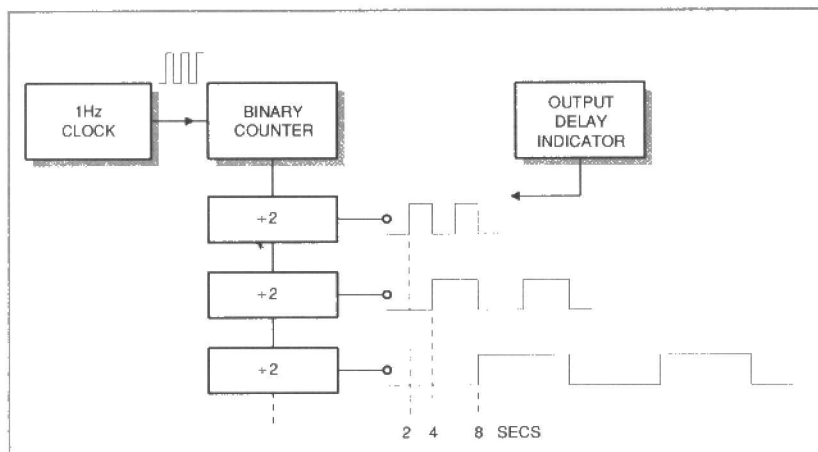 1Hz
CLOCK
BINARY
COUNTER
OUTPUT
DELAY
INDICATOR
÷2
÷2
÷2
2 4 8 SECS